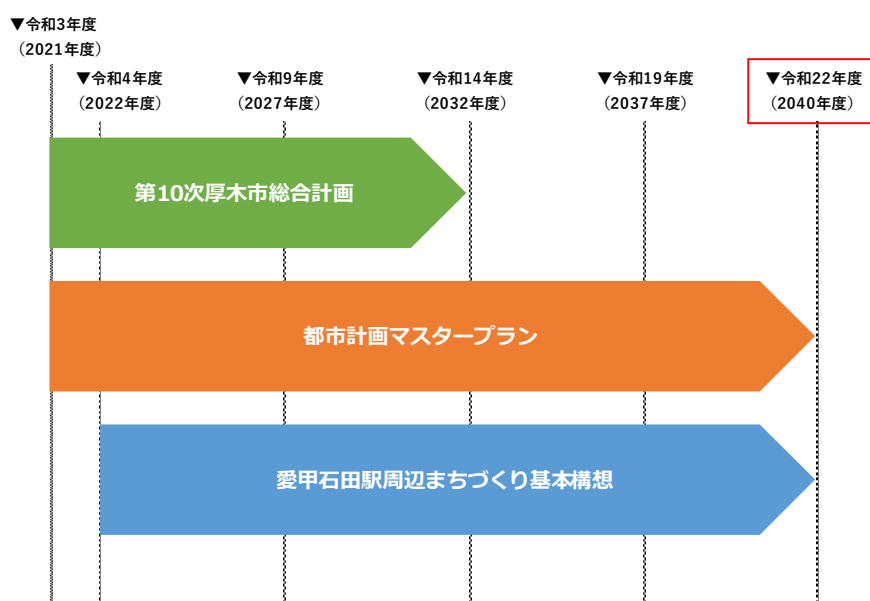 ▼令和3年度
（2021年度）
▼令和4年度
（2022年度）
▼令和9年度
（2027年度）
▼令和14年度
（2032年度）
▼令和19年度
（2037年度）
▼令和22年度
（2040年度）
第10次厚木市総合計画
都市計画マスタープラン
愛甲石田駅周辺まちづくり基本構想